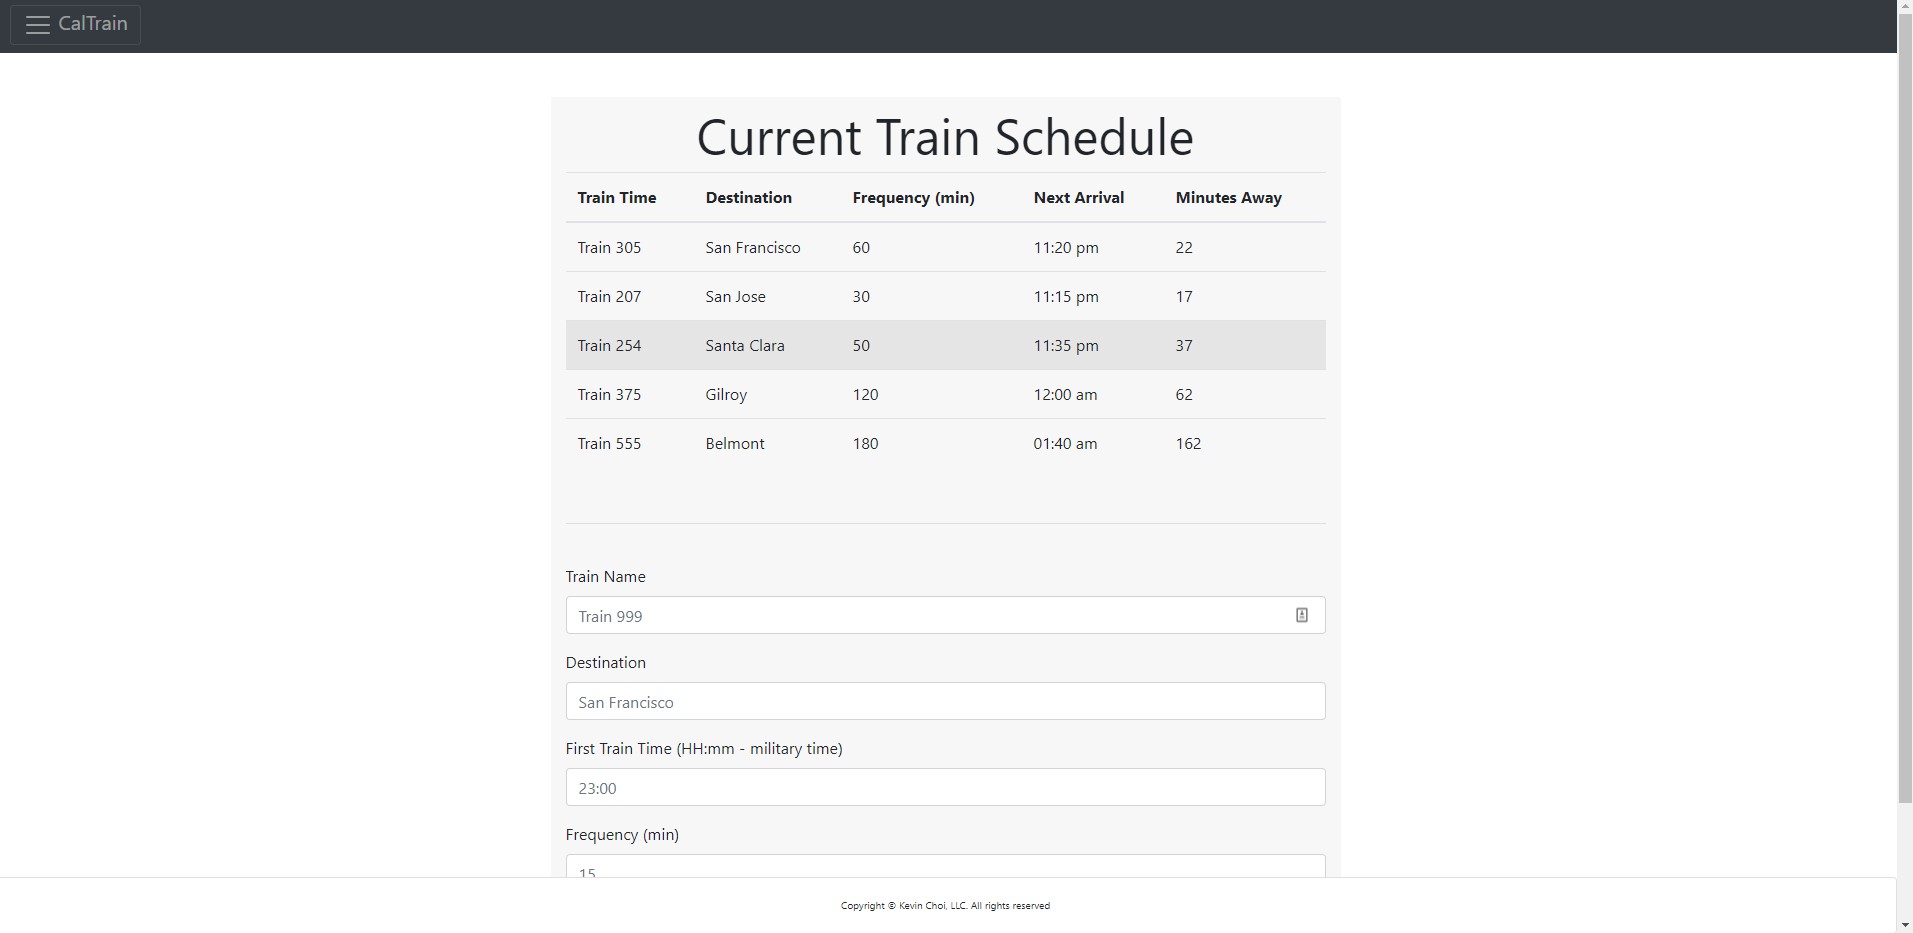 CalTrain
Current Train Schedule
Train Time Destination Frequency (min) Next Arrival Minutes Away
Train 305 San Francisco 60 11:20 pm 22
Train 207 San Jose 30 11:15 pm 17
Train 254 Santa Clara 50 11:35 pm 37
Train 375 Gilroy 120 12:00 am 62
Train 555 Belmont 180 01:40 am 162
Train Name
Train 999
Destination
San Francisco
First Train Time (HH:mm - military time)
23:00
Frequency (min)
15
Copyright © Kevin Choi, LLC. All rights reserved